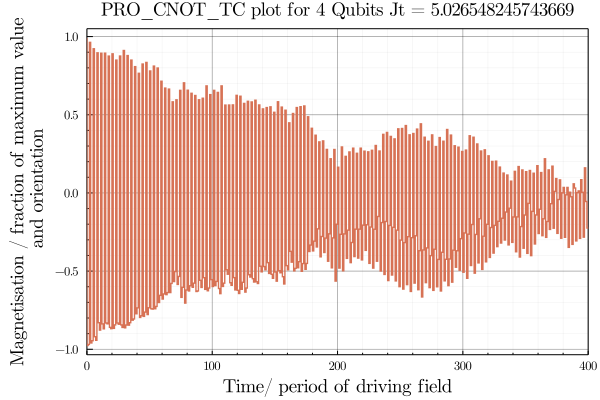 PRO_CNOT_TC plot for 4 Qubits Jt = 5.026548245743669
Magnetisation / fraction of maximum value
and orientation
1.0
0.5
0.0
−0.5
−1.0
0 100 200 300 400
Time/ period of driving field